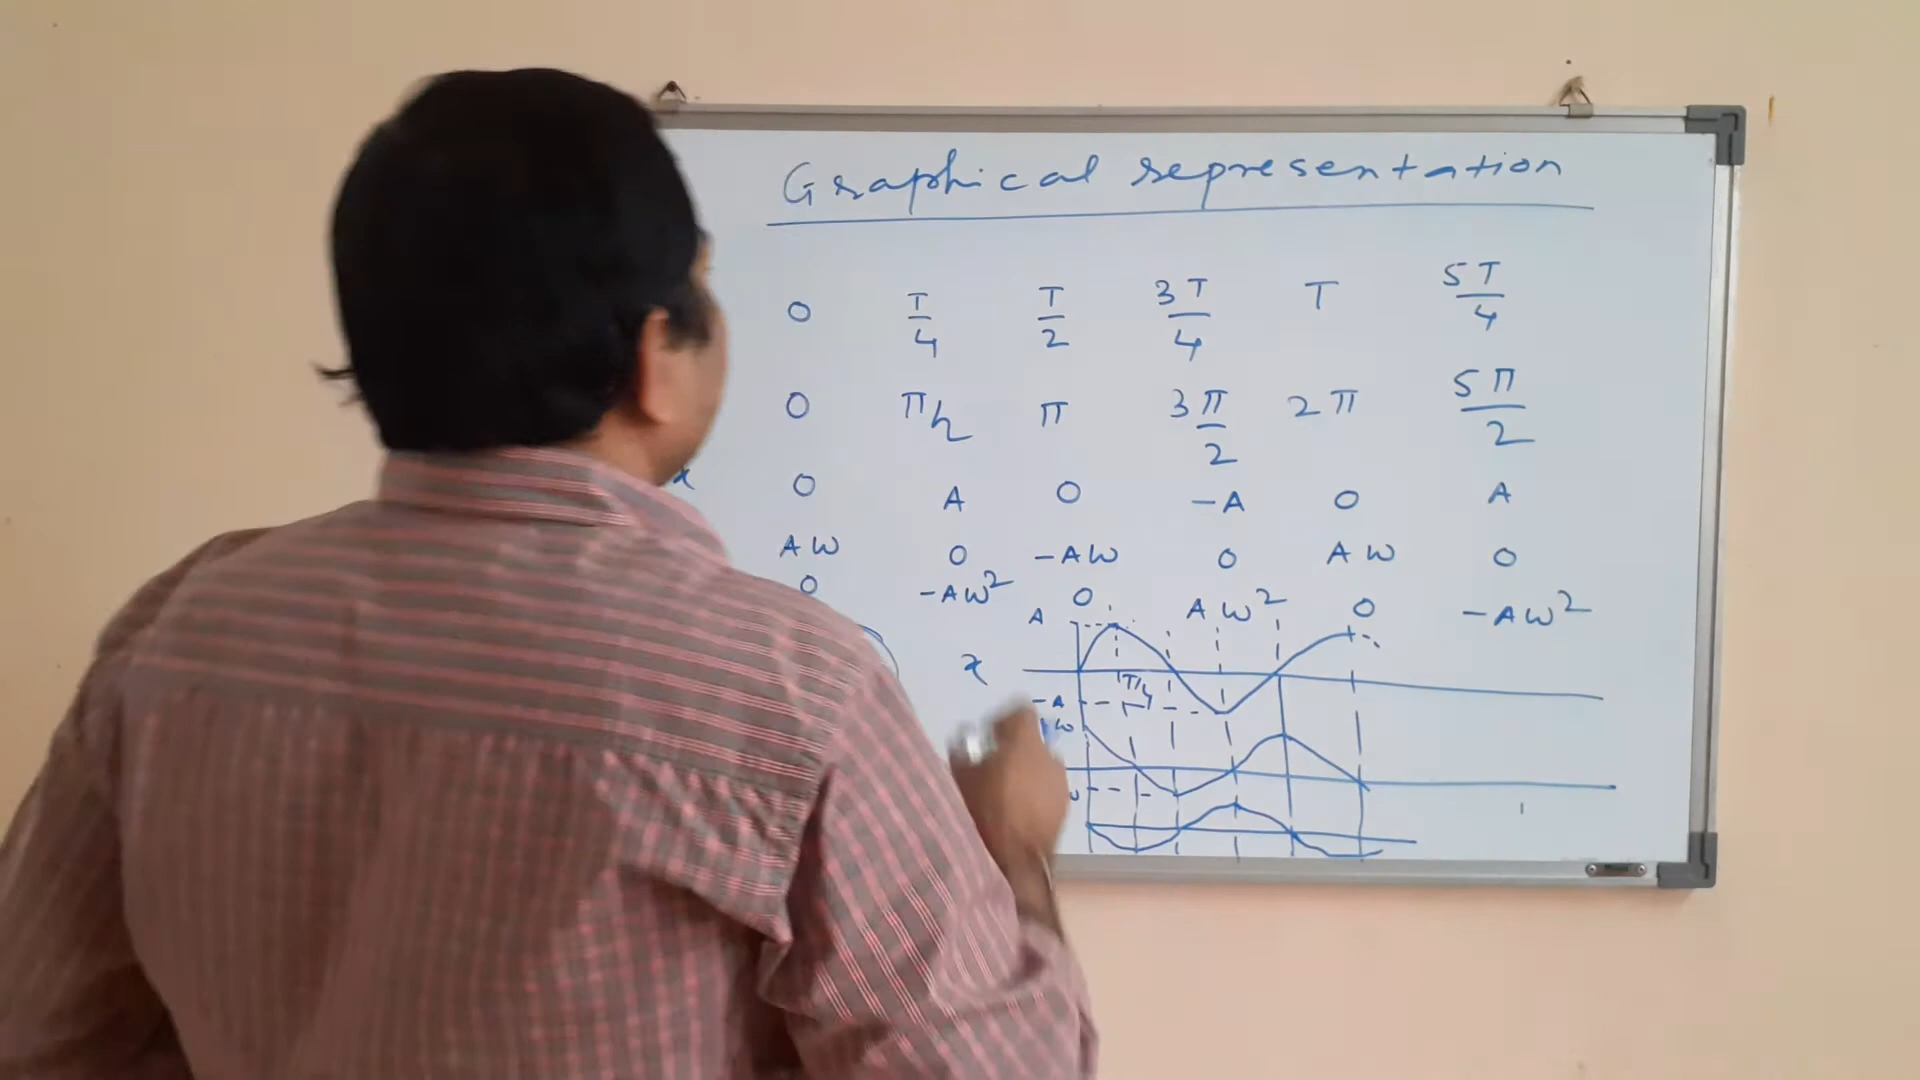 Graphical representation
0 T/4 T/2 3T/4 T 5T/4
0 π/2 π 3π/2 2π 5π/2
x 0 A 0 -A 0 A
Aω 0 -Aω 0 Aω 0
0 -Aω² 0 Aω² 0 -Aω²
A
x
T/4
-A